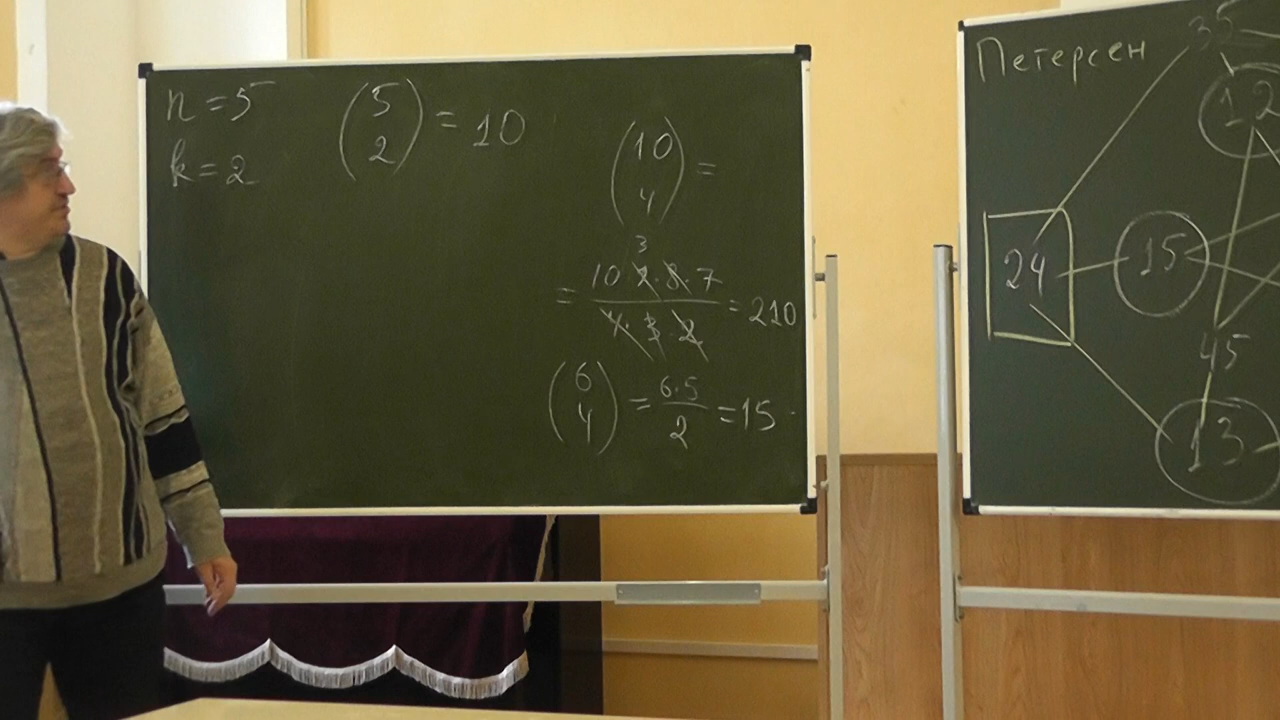 n = 5
k = 2
(5 2) = 10
(10 4) =
3
= 10 9·8·7 / 4·3·2 = 210
(6 4) = 6·5 / 2 = 15
Петерсен
35
12
24
15
45
13